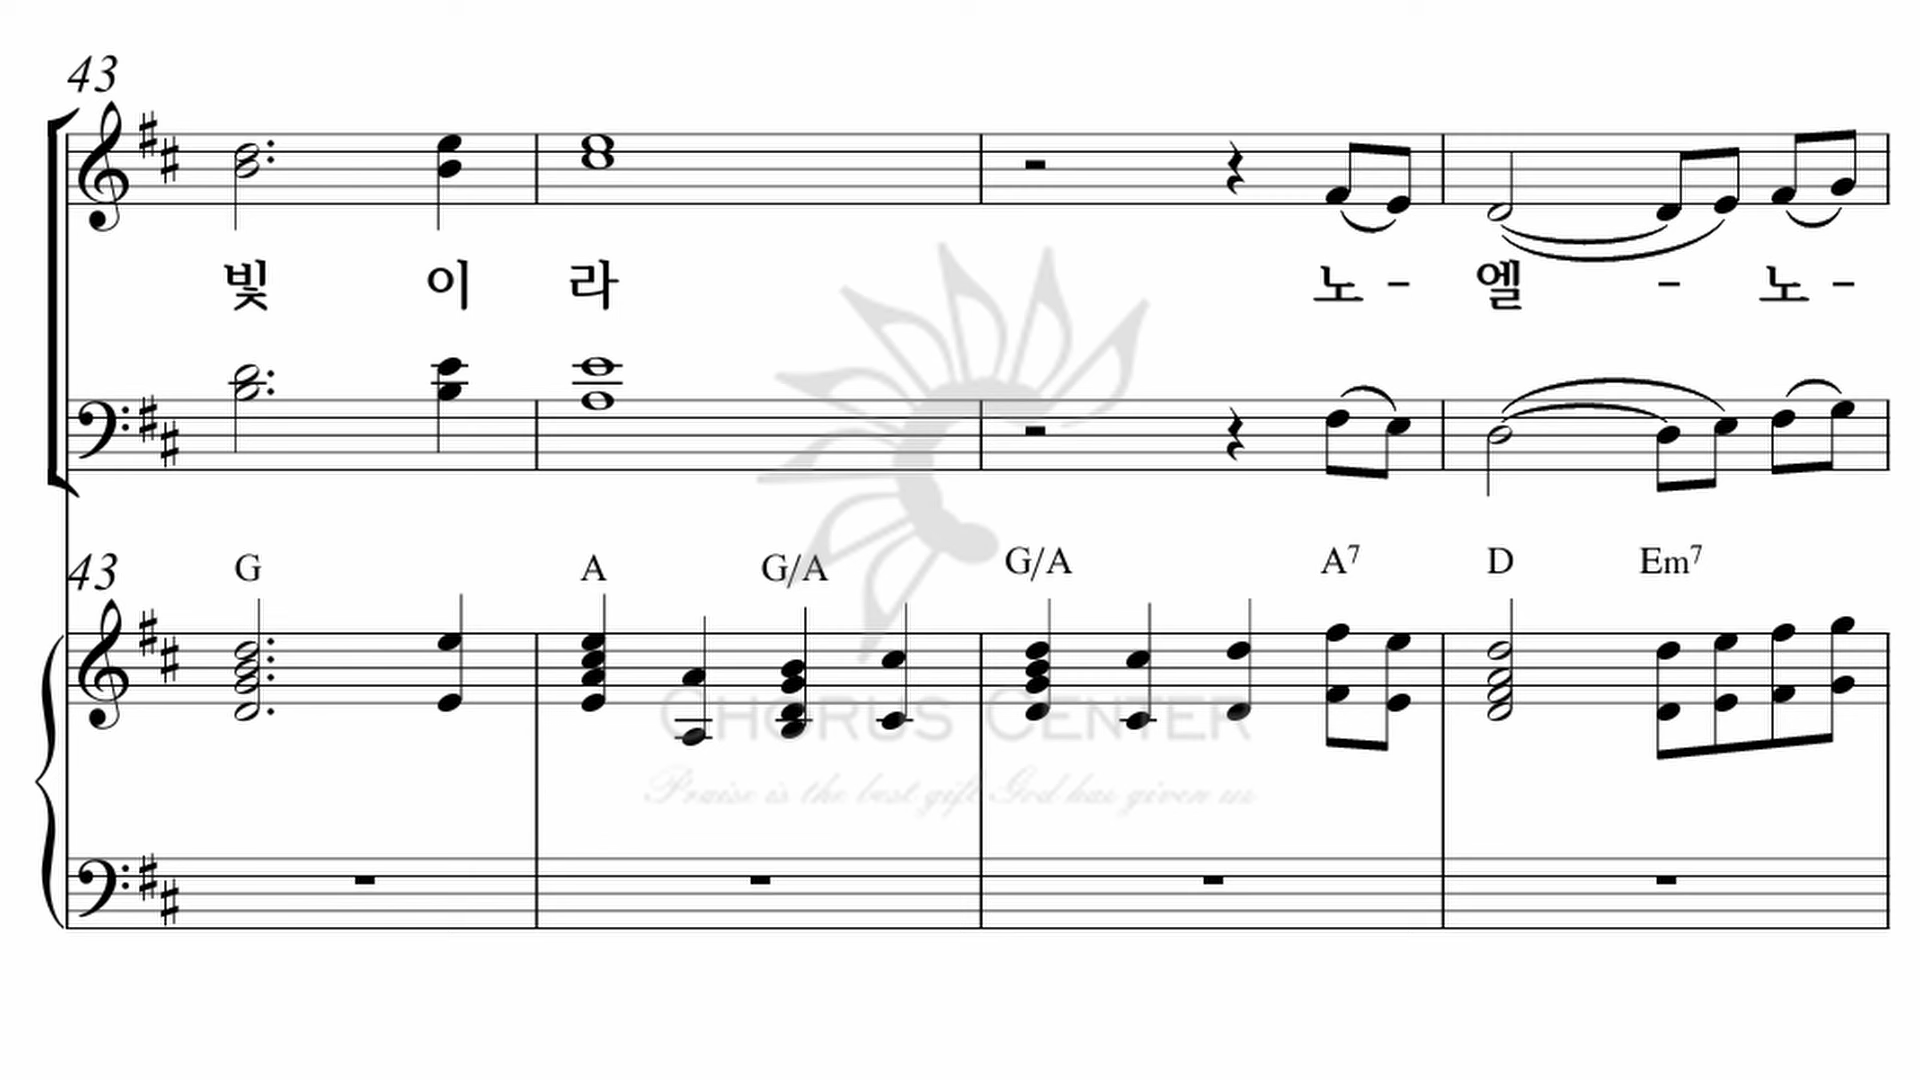 43
빛 이 라 노 - 엘 - 노 -
43 G A G/A G/A A7 D Em7
CHORUS CENTER
Praise is the best gift God has given us